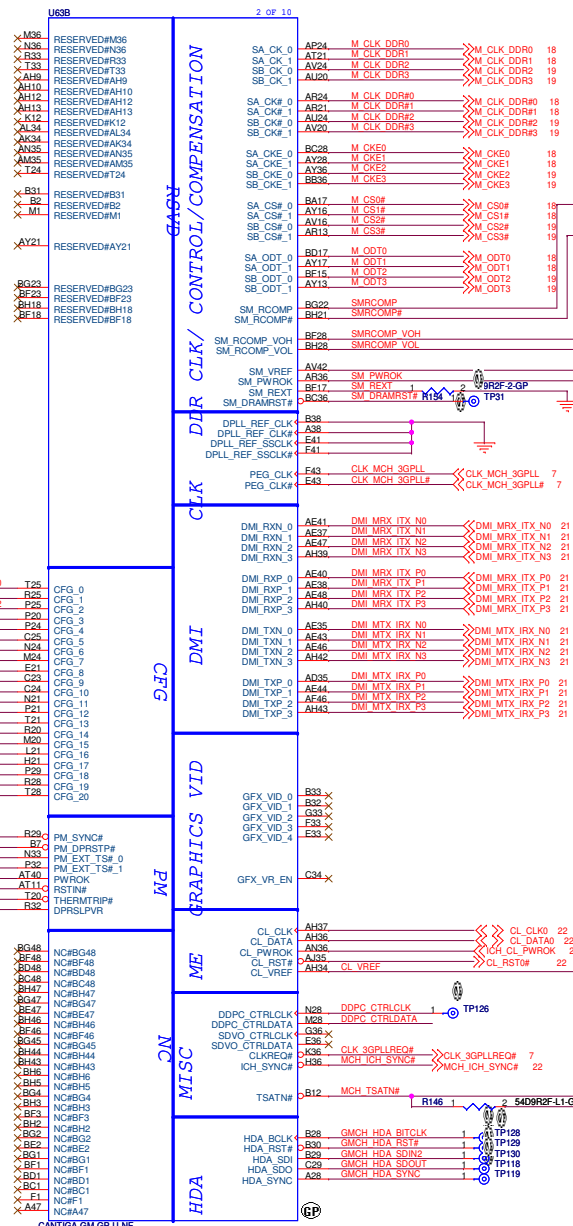 U63B 2 OF 10
M36 RESERVED#M36
N36 RESERVED#N36
R33 RESERVED#R33
T33 RESERVED#T33
AH9 RESERVED#AH9
AH10 RESERVED#AH10
AH12 RESERVED#AH12
AH13 RESERVED#AH13
K12 RESERVED#K12
AL34 RESERVED#AL34
AK34 RESERVED#AK34
AN35 RESERVED#AN35
AM35 RESERVED#AM35
T24 RESERVED#T24
B31 RESERVED#B31
B2 RESERVED#B2
M1 RESERVED#M1
AY21 RESERVED#AY21
BG23 RESERVED#BG23
BF23 RESERVED#BF23
BH18 RESERVED#BH18
BF18 RESERVED#BF18
RSVD
T25 CFG_0
R25 CFG_1
P25 CFG_2
P20 CFG_3
P24 CFG_4
C25 CFG_5
N24 CFG_6
M24 CFG_7
E21 CFG_8
C23 CFG_9
C24 CFG_10
N21 CFG_11
P21 CFG_12
T21 CFG_13
R20 CFG_14
M20 CFG_15
L21 CFG_16
H21 CFG_17
P29 CFG_18
R28 CFG_19
T28 CFG_20
CFG
R29 PM_SYNC#
B7 PM_DPRSTP#
N33 PM_EXT_TS#_0
P32 PM_EXT_TS#_1
AT40 PWROK
AT11 RSTIN#
T20 THERMTRIP#
R32 DPRSLPVR
PM
BG48 NC#BG48
BF48 NC#BF48
BD48 NC#BD48
BC48 NC#BC48
BH47 NC#BH47
BG47 NC#BG47
BE47 NC#BE47
BH46 NC#BH46
BF46 NC#BF46
BG45 NC#BG45
BH44 NC#BH44
BH43 NC#BH43
BH6 NC#BH6
BH5 NC#BH5
BG4 NC#BG4
BH3 NC#BH3
BF3 NC#BF3
BH2 NC#BH2
BG2 NC#BG2
BE2 NC#BE2
BG1 NC#BG1
BF1 NC#BF1
BD1 NC#BD1
BC1 NC#BC1
F1 NC#F1
A47 NC#A47
NC
DDR CLK/ CONTROL/COMPENSATION
SA_CK_0 AP24 M_CLK_DDR0 M_CLK_DDR0 18
SA_CK_1 AT21 M_CLK_DDR1 M_CLK_DDR1 18
SB_CK_0 AV24 M_CLK_DDR2 M_CLK_DDR2 19
SB_CK_1 AU20 M_CLK_DDR3 M_CLK_DDR3 19
SA_CK#_0 AR24 M_CLK_DDR#0 M_CLK_DDR#0 18
SA_CK#_1 AR21 M_CLK_DDR#1 M_CLK_DDR#1 18
SB_CK#_0 AU24 M_CLK_DDR#2 M_CLK_DDR#2 19
SB_CK#_1 AV20 M_CLK_DDR#3 M_CLK_DDR#3 19
SA_CKE_0 BC28 M_CKE0 M_CKE0 18
SA_CKE_1 AY28 M_CKE1 M_CKE1 18
SB_CKE_0 AY36 M_CKE2 M_CKE2 19
SB_CKE_1 BB36 M_CKE3 M_CKE3 19
SA_CS#_0 BA17 M_CS0# M_CS0# 18
SA_CS#_1 AY16 M_CS1# M_CS1# 18
SB_CS#_0 AV16 M_CS2# M_CS2# 19
SB_CS#_1 AR13 M_CS3# M_CS3# 19
SA_ODT_0 BD17 M_ODT0 M_ODT0 18
SA_ODT_1 AY17 M_ODT1 M_ODT1 18
SB_ODT_0 BF15 M_ODT2 M_ODT2 19
SB_ODT_1 AY13 M_ODT3 M_ODT3 19
SM_RCOMP BG22 SMRCOMP
SM_RCOMP# BH21 SMRCOMP#
SM_RCOMP_VOH BF28 SMRCOMP_VOH
SM_RCOMP_VOL BH28 SMRCOMP_VOL
SM_VREF AV42
SM_PWROK AR36 SM_PWROK
SM_REXT BF17 SM_REXT 1 R154 2 9R2F-2-GP
SM_DRAMRST# BC36 SM_DRAMRST# TP31
CLK
DPLL_REF_CLK B38
DPLL_REF_CLK# A38
DPLL_REF_SSCLK E41
DPLL_REF_SSCLK# F41
PEG_CLK F43 CLK_MCH_3GPLL CLK_MCH_3GPLL 7
PEG_CLK# E43 CLK_MCH_3GPLL# CLK_MCH_3GPLL# 7
DMI
DMI_RXN_0 AE41 DMI_MRX_ITX_N0 DMI_MRX_ITX_N0 21
DMI_RXN_1 AE37 DMI_MRX_ITX_N1 DMI_MRX_ITX_N1 21
DMI_RXN_2 AE47 DMI_MRX_ITX_N2 DMI_MRX_ITX_N2 21
DMI_RXN_3 AH39 DMI_MRX_ITX_N3 DMI_MRX_ITX_N3 21
DMI_RXP_0 AE40 DMI_MRX_ITX_P0 DMI_MRX_ITX_P0 21
DMI_RXP_1 AE38 DMI_MRX_ITX_P1 DMI_MRX_ITX_P1 21
DMI_RXP_2 AE48 DMI_MRX_ITX_P2 DMI_MRX_ITX_P2 21
DMI_RXP_3 AH40 DMI_MRX_ITX_P3 DMI_MRX_ITX_P3 21
DMI_TXN_0 AE35 DMI_MTX_IRX_N0 DMI_MTX_IRX_N0 21
DMI_TXN_1 AE43 DMI_MTX_IRX_N1 DMI_MTX_IRX_N1 21
DMI_TXN_2 AE46 DMI_MTX_IRX_N2 DMI_MTX_IRX_N2 21
DMI_TXN_3 AH42 DMI_MTX_IRX_N3 DMI_MTX_IRX_N3 21
DMI_TXP_0 AD35 DMI_MTX_IRX_P0 DMI_MTX_IRX_P0 21
DMI_TXP_1 AE44 DMI_MTX_IRX_P1 DMI_MTX_IRX_P1 21
DMI_TXP_2 AF46 DMI_MTX_IRX_P2 DMI_MTX_IRX_P2 21
DMI_TXP_3 AH43 DMI_MTX_IRX_P3 DMI_MTX_IRX_P3 21
GRAPHICS VID
GFX_VID_0 B33
GFX_VID_1 B32
GFX_VID_2 G33
GFX_VID_3 F33
GFX_VID_4 E33
GFX_VR_EN C34
ME
CL_CLK AH37 CL_CLK0 22
CL_DATA AH36 CL_DATA0 22
CL_PWROK AN36 ICH_CL_PWROK 2
CL_RST# AJ35 CL_RST0# 22
CL_VREF AH34 CL_VREF
MISC
DDPC_CTRLCLK N28 DDPC_CTRLCLK 1 TP126
DDPC_CTRLDATA M28 DDPC_CTRLDATA
SDVO_CTRLCLK G36
SDVO_CTRLDATA E36
CLKREQ# K36 CLK_3GPLLREQ# CLK_3GPLLREQ# 7
ICH_SYNC# H36 MCH_ICH_SYNC# MCH_ICH_SYNC# 22
TSATN# B12 MCH_TSATN#
R146 1 2 54D9R2F-L1-G
HDA
HDA_BCLK B28 GMCH_HDA_BITCLK 1 TP128
HDA_RST# B30 GMCH_HDA_RST# 1 TP129
HDA_SDI B29 GMCH_HDA_SDIN2 1 TP130
HDA_SDO C29 GMCH_HDA_SDOUT 1 TP118
HDA_SYNC A28 GMCH_HDA_SYNC 1 TP119
GP
CANTIGA-GM-GP-U-NF